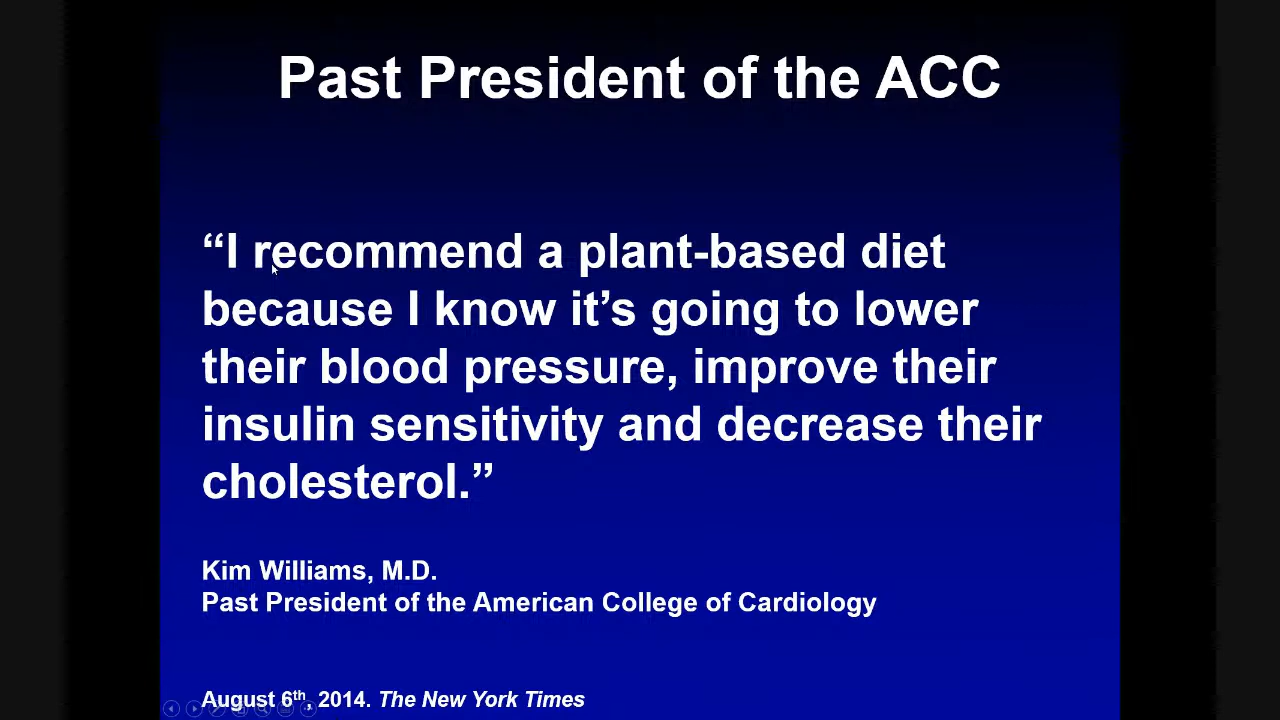 Past President of the ACC
“I recommend a plant-based diet
because I know it’s going to lower
their blood pressure, improve their
insulin sensitivity and decrease their
cholesterol.”
Kim Williams, M.D.
Past President of the American College of Cardiology
August 6th, 2014. The New York Times